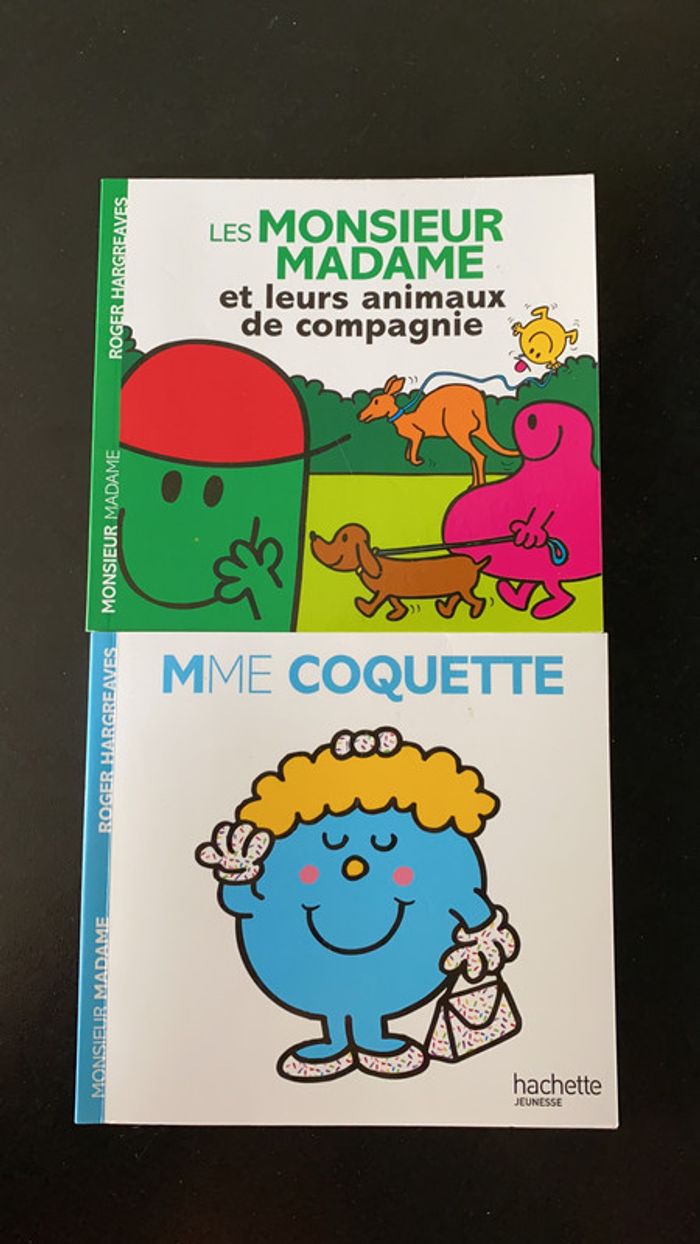 LES MONSIEUR
MADAME
et leurs animaux
de compagnie
ROGER HARGREAVES
MONSIEUR MADAME
MME COQUETTE
ROGER HARGREAVES
MONSIEUR MADAME
hachette
JEUNESSE